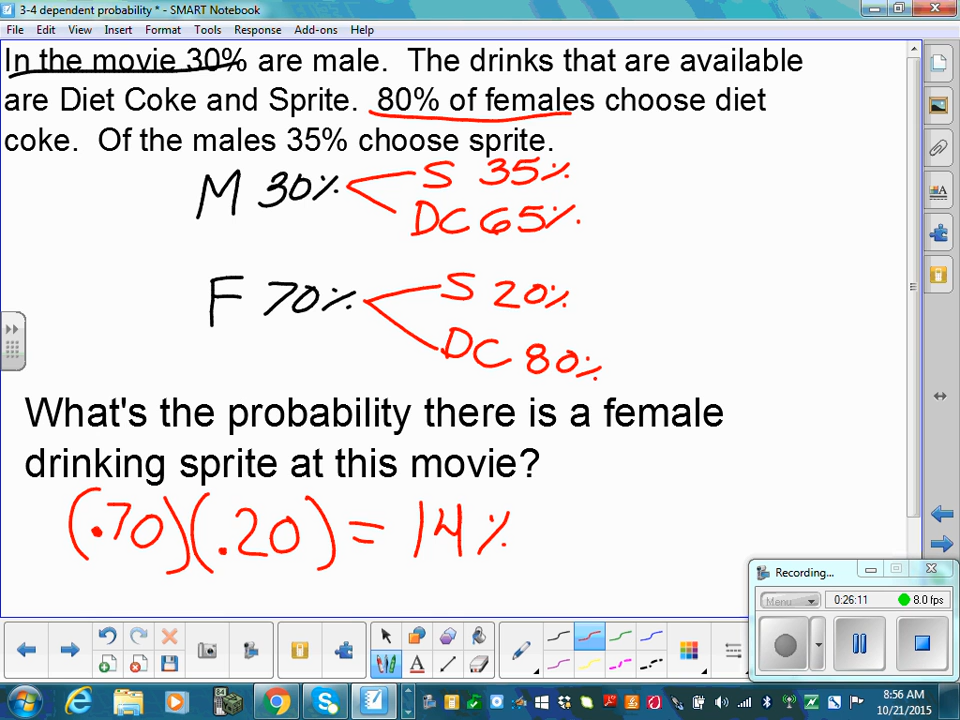 3-4 dependent probability * - SMART Notebook
File Edit View Insert Format Tools Response Add-ons Help
In the movie 30% are male. The drinks that are available
are Diet Coke and Sprite. 80% of females choose diet
coke. Of the males 35% choose sprite.
M 30% S 35%
DC 65%
F 70% S 20%
DC 80%
What's the probability there is a female
drinking sprite at this movie?
(.70)(.20) = 14%
Recording...
Menu 0:26:11 8.0 fps
8:56 AM
10/21/2015